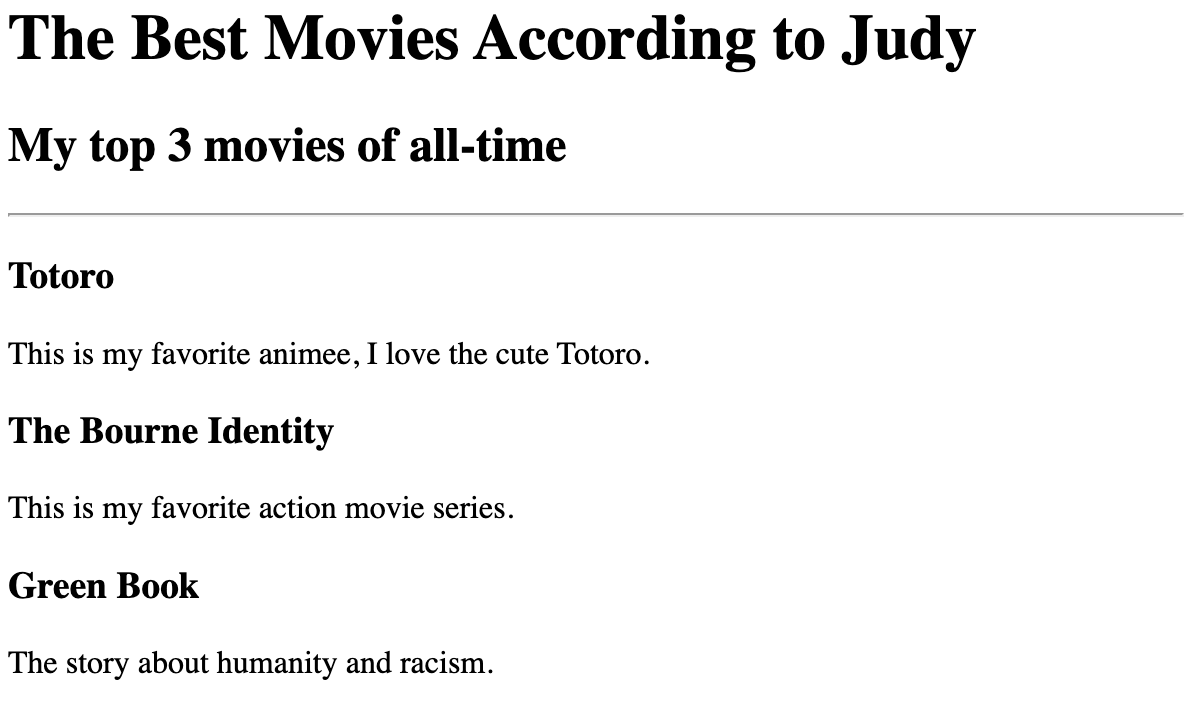 The Best Movies According to Judy
My top 3 movies of all-time
Totoro
This is my favorite animee, I love the cute Totoro.
The Bourne Identity
This is my favorite action movie series.
Green Book
The story about humanity and racism.